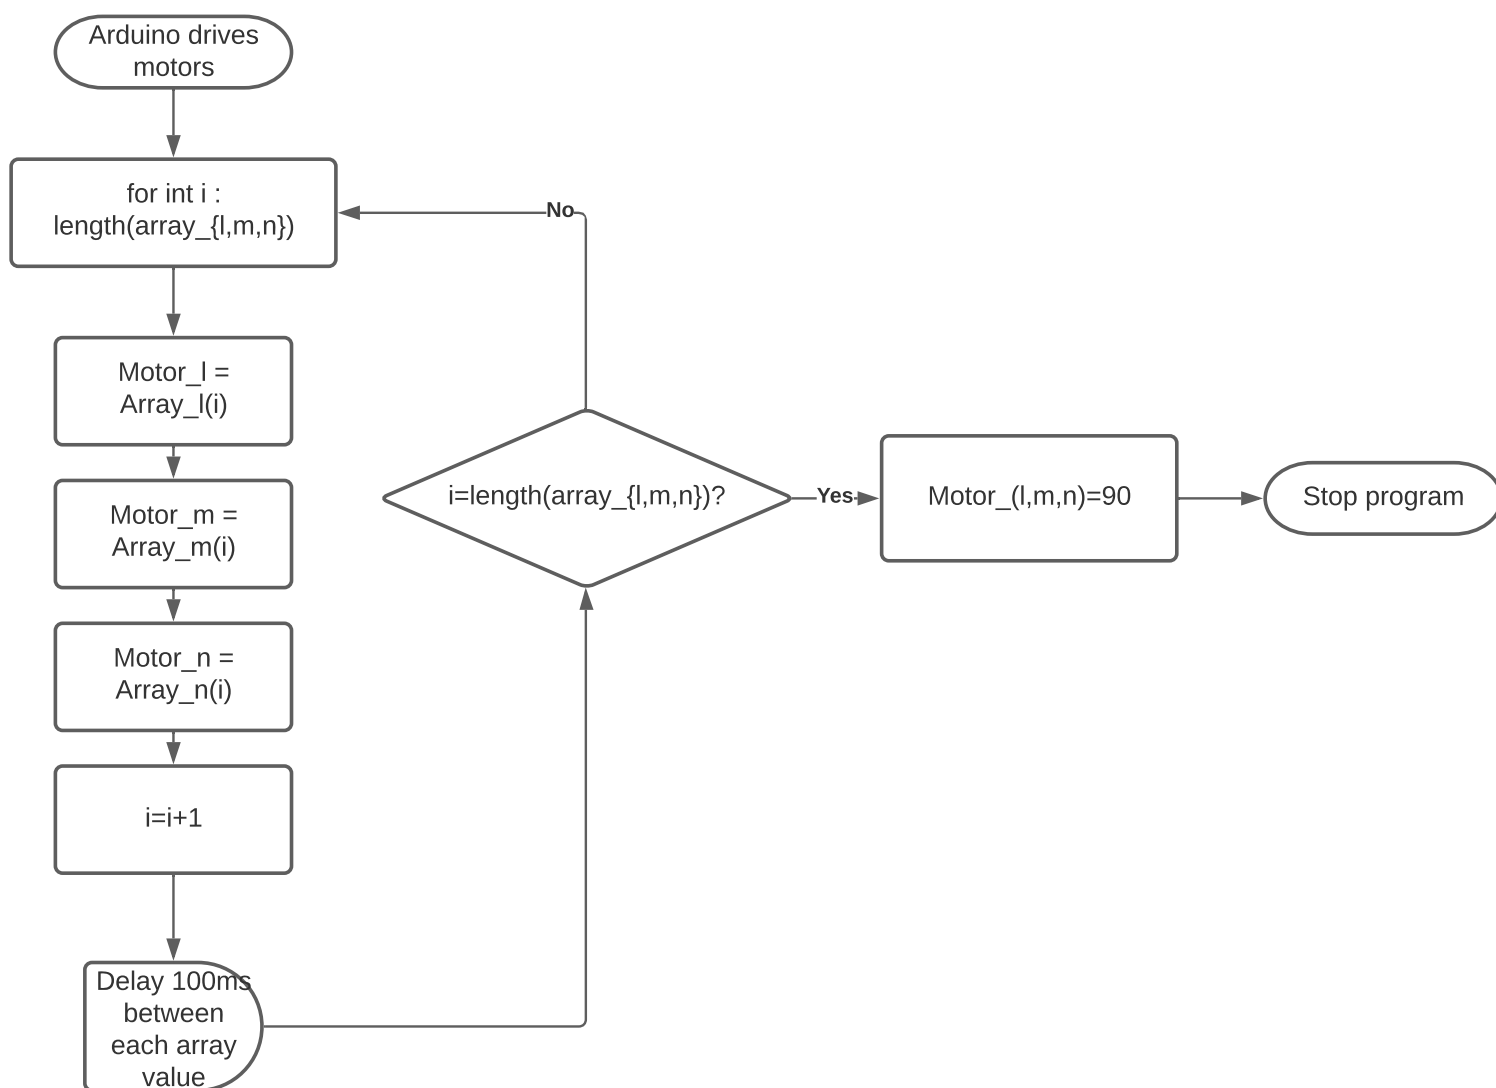 Arduino drives
motors
for int i :
length(array_{l,m,n})
No
Motor_l =
Array_l(i)
Motor_m =
Array_m(i)
Motor_n =
Array_n(i)
i=i+1
Delay 100ms
between
each array
value
i=length(array_{l,m,n})?
Yes
Motor_(l,m,n)=90
Stop program